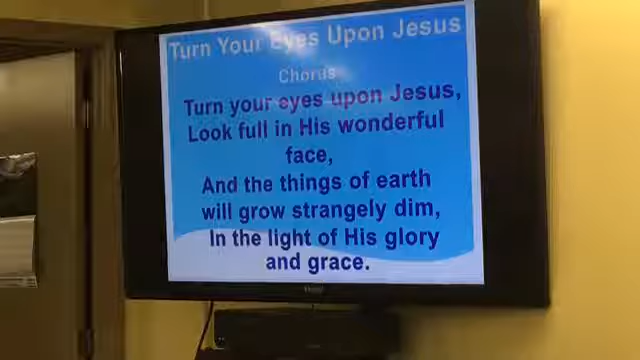 Turn Your Eyes Upon Jesus
Chorus
Turn your eyes upon Jesus,
Look full in His wonderful
face,
And the things of earth
will grow strangely dim,
In the light of His glory
and grace.